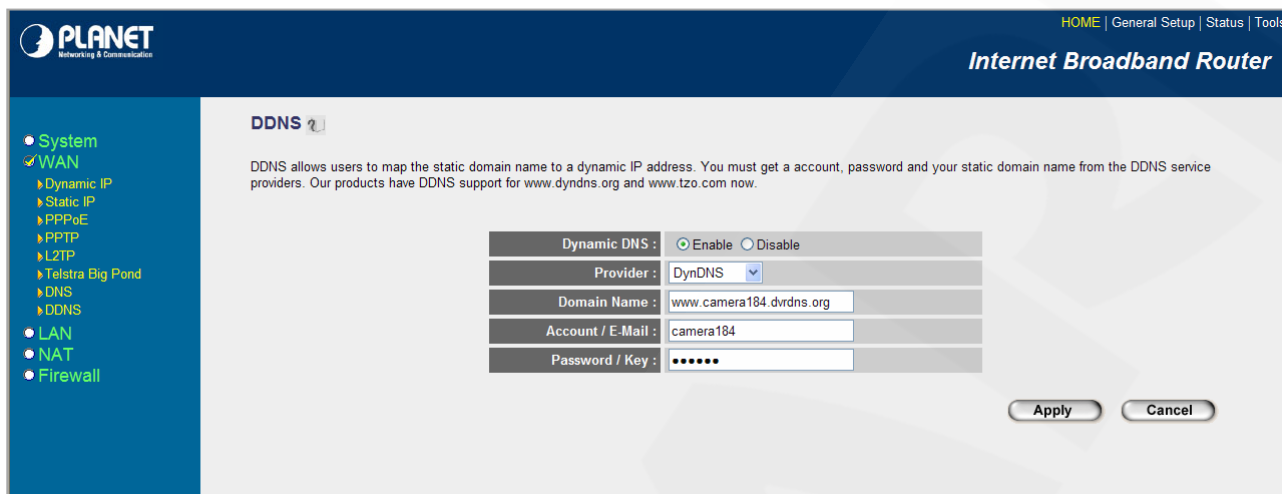 PLANET
Networking & Communication
HOME | General Setup | Status | Tools
Internet Broadband Router
System
WAN
Dynamic IP
Static IP
PPPoE
PPTP
L2TP
Telstra Big Pond
DNS
DDNS
LAN
NAT
Firewall
DDNS
DDNS allows users to map the static domain name to a dynamic IP address. You must get a account, password and your static domain name from the DDNS service
providers. Our products have DDNS support for www.dyndns.org and www.tzo.com now.
Dynamic DNS : Enable Disable
Provider : DynDNS
Domain Name : www.camera184.dvrdns.org
Account / E-Mail : camera184
Password / Key : ●●●●●●
Apply Cancel